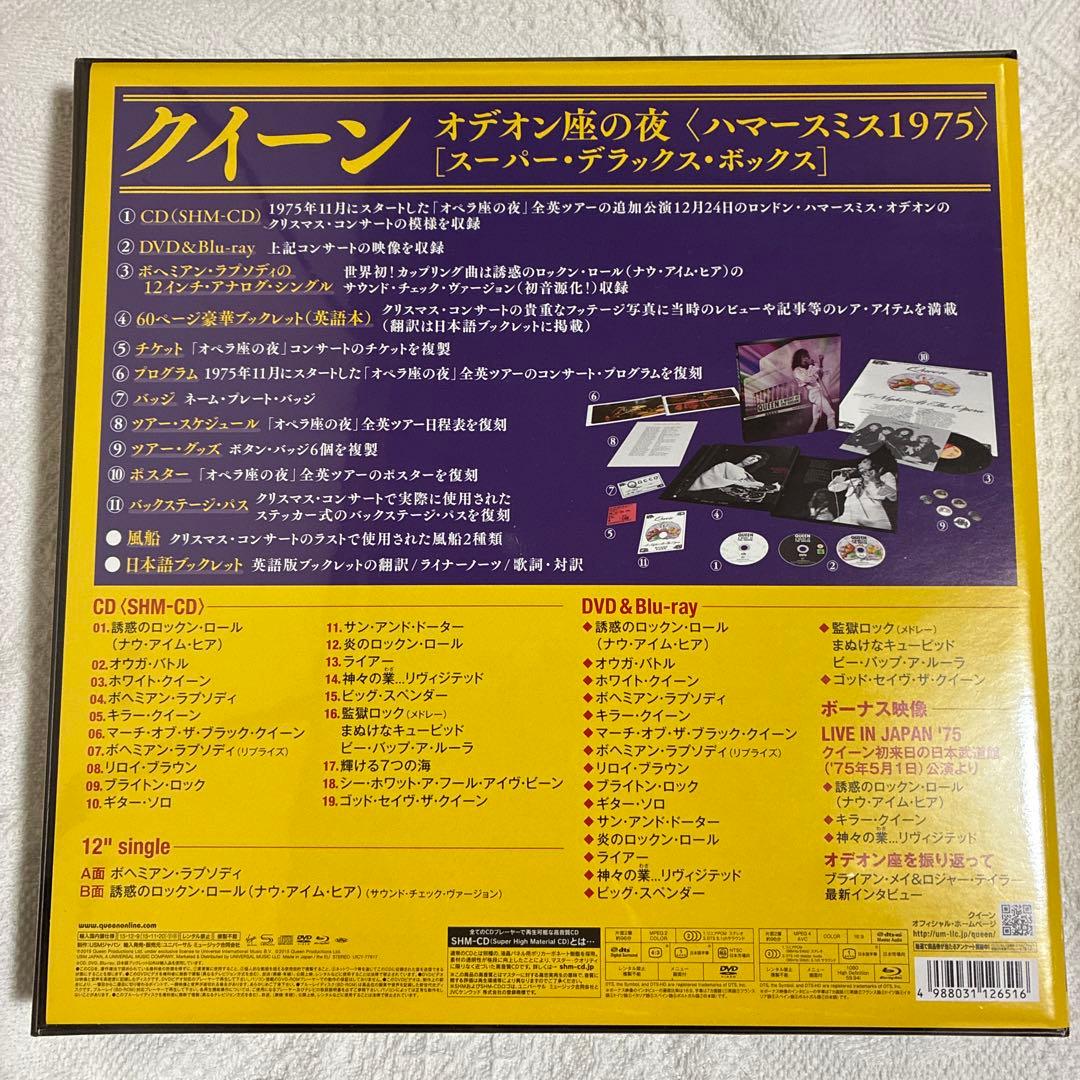 クイーン
オデオン座の夜〈ハマースミス1975〉
[スーパー・デラックス・ボックス]
① CD(SHM-CD) 1975年11月にスタートした「オペラ座の夜」全英ツアーの追加公演12月24日のロンドン・ハマースミス・オデオンの
クリスマス・コンサートの模様を収録
② DVD&Blu-ray 上記コンサートの映像を収録
③ ボヘミアン・ラプソディの
12インチ・アナログ・シングル
世界初!カップリング曲は誘惑のロックン・ロール(ナウ・アイム・ヒア)の
サウンド・チェック・ヴァージョン(初音源化!)収録
④ 60ページ豪華ブックレット(英語本) クリスマス・コンサートの貴重なフッテージ写真に当時のレビューや記事等のレア・アイテムを満載
(翻訳は日本語ブックレットに掲載)
⑤ チケット 「オペラ座の夜」コンサートのチケットを複製
⑥ プログラム 1975年11月にスタートした「オペラ座の夜」全英ツアーのコンサート・プログラムを復刻
⑦ バッジ ネーム・プレート・バッジ
⑧ ツアー・スケジュール 「オペラ座の夜」全英ツアー日程表を復刻
⑨ ツアー・グッズ ボタン・バッジ6個を複製
⑩ ポスター 「オペラ座の夜」全英ツアーのポスターを復刻
⑪ バックステージ・パス クリスマス・コンサートで実際に使用された
ステッカー式のバックステージ・パスを復刻
● 風船 クリスマス・コンサートのラストで使用された風船2種類
● 日本語ブックレット 英語版ブックレットの翻訳/ライナーノーツ/歌詞・対訳
⑥
⑩
⑧
⑦
⑤
④
③
⑨
⑪
①
②
QUEEN
Queen
CD〈SHM-CD〉
01.誘惑のロックン・ロール
(ナウ・アイム・ヒア)
02.オウガ・バトル
03.ホワイト・クイーン
04.ボヘミアン・ラプソディ
05.キラー・クイーン
06.マーチ・オブ・ザ・ブラック・クイーン
07.ボヘミアン・ラプソディ(リプライズ)
08.リロイ・ブラウン
09.ブライトン・ロック
10.ギター・ソロ
11.サン・アンド・ドーター
12.炎のロックン・ロール
13.ライアー
14.神々の業...リヴィジテッド
わざ
15.ビッグ・スペンダー
16.監獄ロック(メドレー)
まぬけなキューピッド
ビー・バップ・ア・ルーラ
17.輝ける7つの海
18.シー・ホワット・ア・フール・アイヴ・ビーン
19.ゴッド・セイヴ・ザ・クイーン
12" single
A面 ボヘミアン・ラプソディ
B面 誘惑のロックン・ロール(ナウ・アイム・ヒア)(サウンド・チェック・ヴァージョン)
DVD&Blu-ray
◆誘惑のロックン・ロール
(ナウ・アイム・ヒア)
◆オウガ・バトル
◆ホワイト・クイーン
◆ボヘミアン・ラプソディ
◆キラー・クイーン
◆マーチ・オブ・ザ・ブラック・クイーン
◆ボヘミアン・ラプソディ(リプライズ)
◆リロイ・ブラウン
◆ブライトン・ロック
◆ギター・ソロ
◆サン・アンド・ドーター
◆炎のロックン・ロール
◆ライアー
◆神々の業...リヴィジテッド
わざ
◆ビッグ・スペンダー
◆監獄ロック(メドレー)
まぬけなキューピッド
ビー・バップ・ア・ルーラ
◆ゴッド・セイヴ・ザ・クイーン
ボーナス映像
LIVE IN JAPAN '75
クイーン初来日の日本武道館
('75年5月1日)公演より
◆誘惑のロックン・ロール
(ナウ・アイム・ヒア)
◆キラー・クイーン
◆神々の業...リヴィジテッド
わざ
オデオン座を振り返って
ブライアン・メイ&ロジャー・テイラー
最新インタビュー
クイーン
オフィシャル・ホームページ
http://um-llc.jp/queen/
www.queenonline.com
全てのCDプレーヤーで再生可能な高音質CD
SHM-CD(Super High Material CD)とは…
4 988031 126516